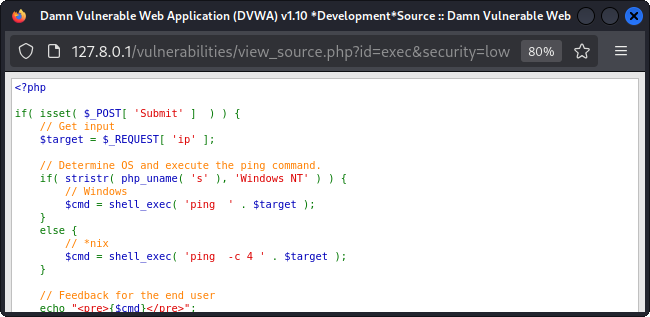 Damn Vulnerable Web Application (DVWA) v1.10 *Development*Source :: Damn Vulnerable Web
127.8.0.1/vulnerabilities/view_source.php?id=exec&security=low 80%
<?php
if( isset( $_POST[ 'Submit' ]  ) ) {
    // Get input
    $target = $_REQUEST[ 'ip' ];
    // Determine OS and execute the ping command.
    if( stristr( php_uname( 's' ), 'Windows NT' ) ) {
        // Windows
        $cmd = shell_exec( 'ping  ' . $target );
    }
    else {
        // *nix
        $cmd = shell_exec( 'ping  -c 4 ' . $target );
    }
    // Feedback for the end user
    echo "<pre>{$cmd}</pre>";